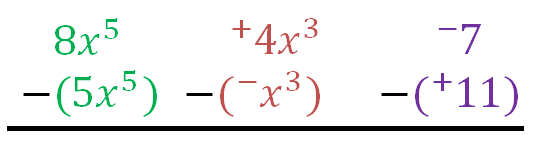 8x⁵ ⁺4x³ ⁻7
−(5x⁵) −(⁻x³) −(⁺11)